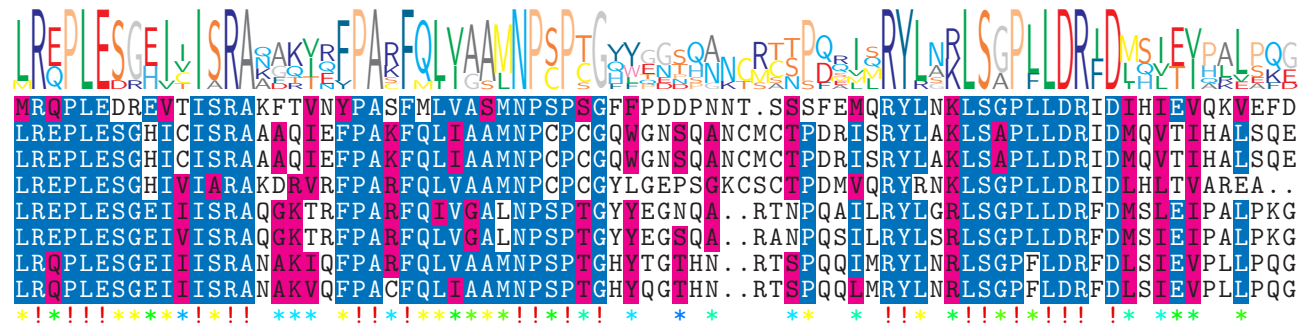 MRQPLEDREVTISRAKFTVNYPASFMLVASMNPSPSGFFPDDPNNT.SSSFEMQRYLNKLSGPLLDRIDIHIEVQKVEFD
LREPLESGHICISRAAAQIEFPAKFQLIAAMNPCPCGQWGNSQANCMCTPDRISRYLAKLSAPLLDRIDMQVTIHALSQE
LREPLESGHICISRAAAQIEFPAKFQLIAAMNPCPCGQWGNSQANCMCTPDRISRYLAKLSAPLLDRIDMQVTIHALSQE
LREPLESGHIVIARAKDRVRFPARFQLVAAMNPCPCGYLGEPSGKCSCTPDMVQRYRNKLSGPLLDRIDLHLTVAREA..
LREPLESGEIIISRAQGKTRFPARFQIVGALNPSPTGYYEGNQA..RTNPQAILRYLGRLSGPLLDRFDMSLEIPALPKG
LREPLESGEIVISRAQGKTRFPARFQLVGALNPSPTGYYEGSQA..RANPQSILRYLSRLSGPLLDRFDMSIEIPALPKG
LRQPLESGEIIISRANAKIQFPARFQLVAAMNPSPTGHYTGTHN..RTSPQQIMRYLNRLSGPFLDRFDLSIEVPLLPQG
LRQPLESGEIIISRANAKVQFPACFQLIAAMNPSPTGHYQGTHN..RTSPQQLMRYLNRLSGPFLDRFDLSIEVPLLPQG